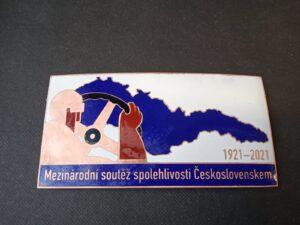 1921–2021
Mezinárodní soutěž spolehlivosti Československem